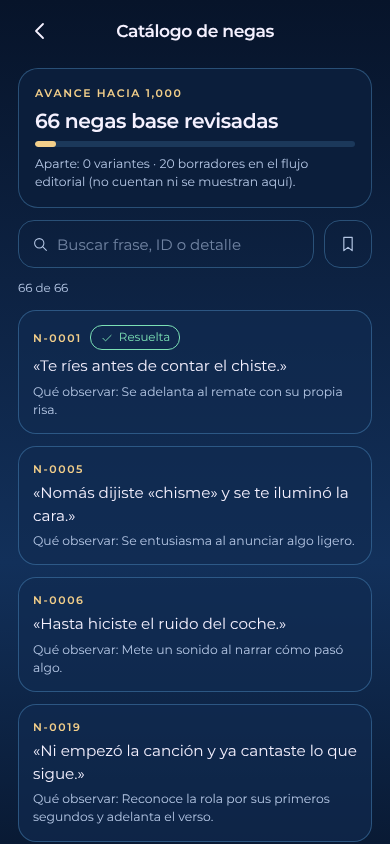 Catálogo de negas
AVANCE HACIA 1,000
66 negas base revisadas
Aparte: 0 variantes · 20 borradores en el flujo
editorial (no cuentan ni se muestran aquí).
Buscar frase, ID o detalle
66 de 66
N-0001 Resuelta
«Te ríes antes de contar el chiste.»
Qué observar: Se adelanta al remate con su propia
risa.
N-0005
«Nomás dijiste «chisme» y se te iluminó la
cara.»
Qué observar: Se entusiasma al anunciar algo ligero.
N-0006
«Hasta hiciste el ruido del coche.»
Qué observar: Mete un sonido al narrar cómo pasó
algo.
N-0019
«Ni empezó la canción y ya cantaste lo que
sigue.»
Qué observar: Reconoce la rola por sus primeros
segundos y adelanta el verso.